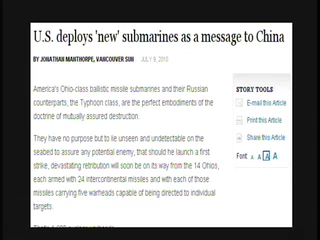 U.S. deploys 'new' submarines as a message to China
BY JONATHAN MANTHORPE, VANCOUVER SUN JULY 9, 2010
America's Ohio-class ballistic missile submarines and their Russian
counterparts, the Typhoon class, are the perfect embodiments of the
doctrine of mutually assured destruction.
They have no purpose but to lie unseen and undetectable on the
seabed to assure any potential enemy, that should he launch a first
strike, devastating retribution will soon be on its way from the 14 Ohios,
each armed with 24 intercontinental missiles and with each of those
missiles carrying five warheads capable of being directed to individual
targets.
STORY TOOLS
E-mail this Article
Print this Article
Share this Article
Font: A A A A